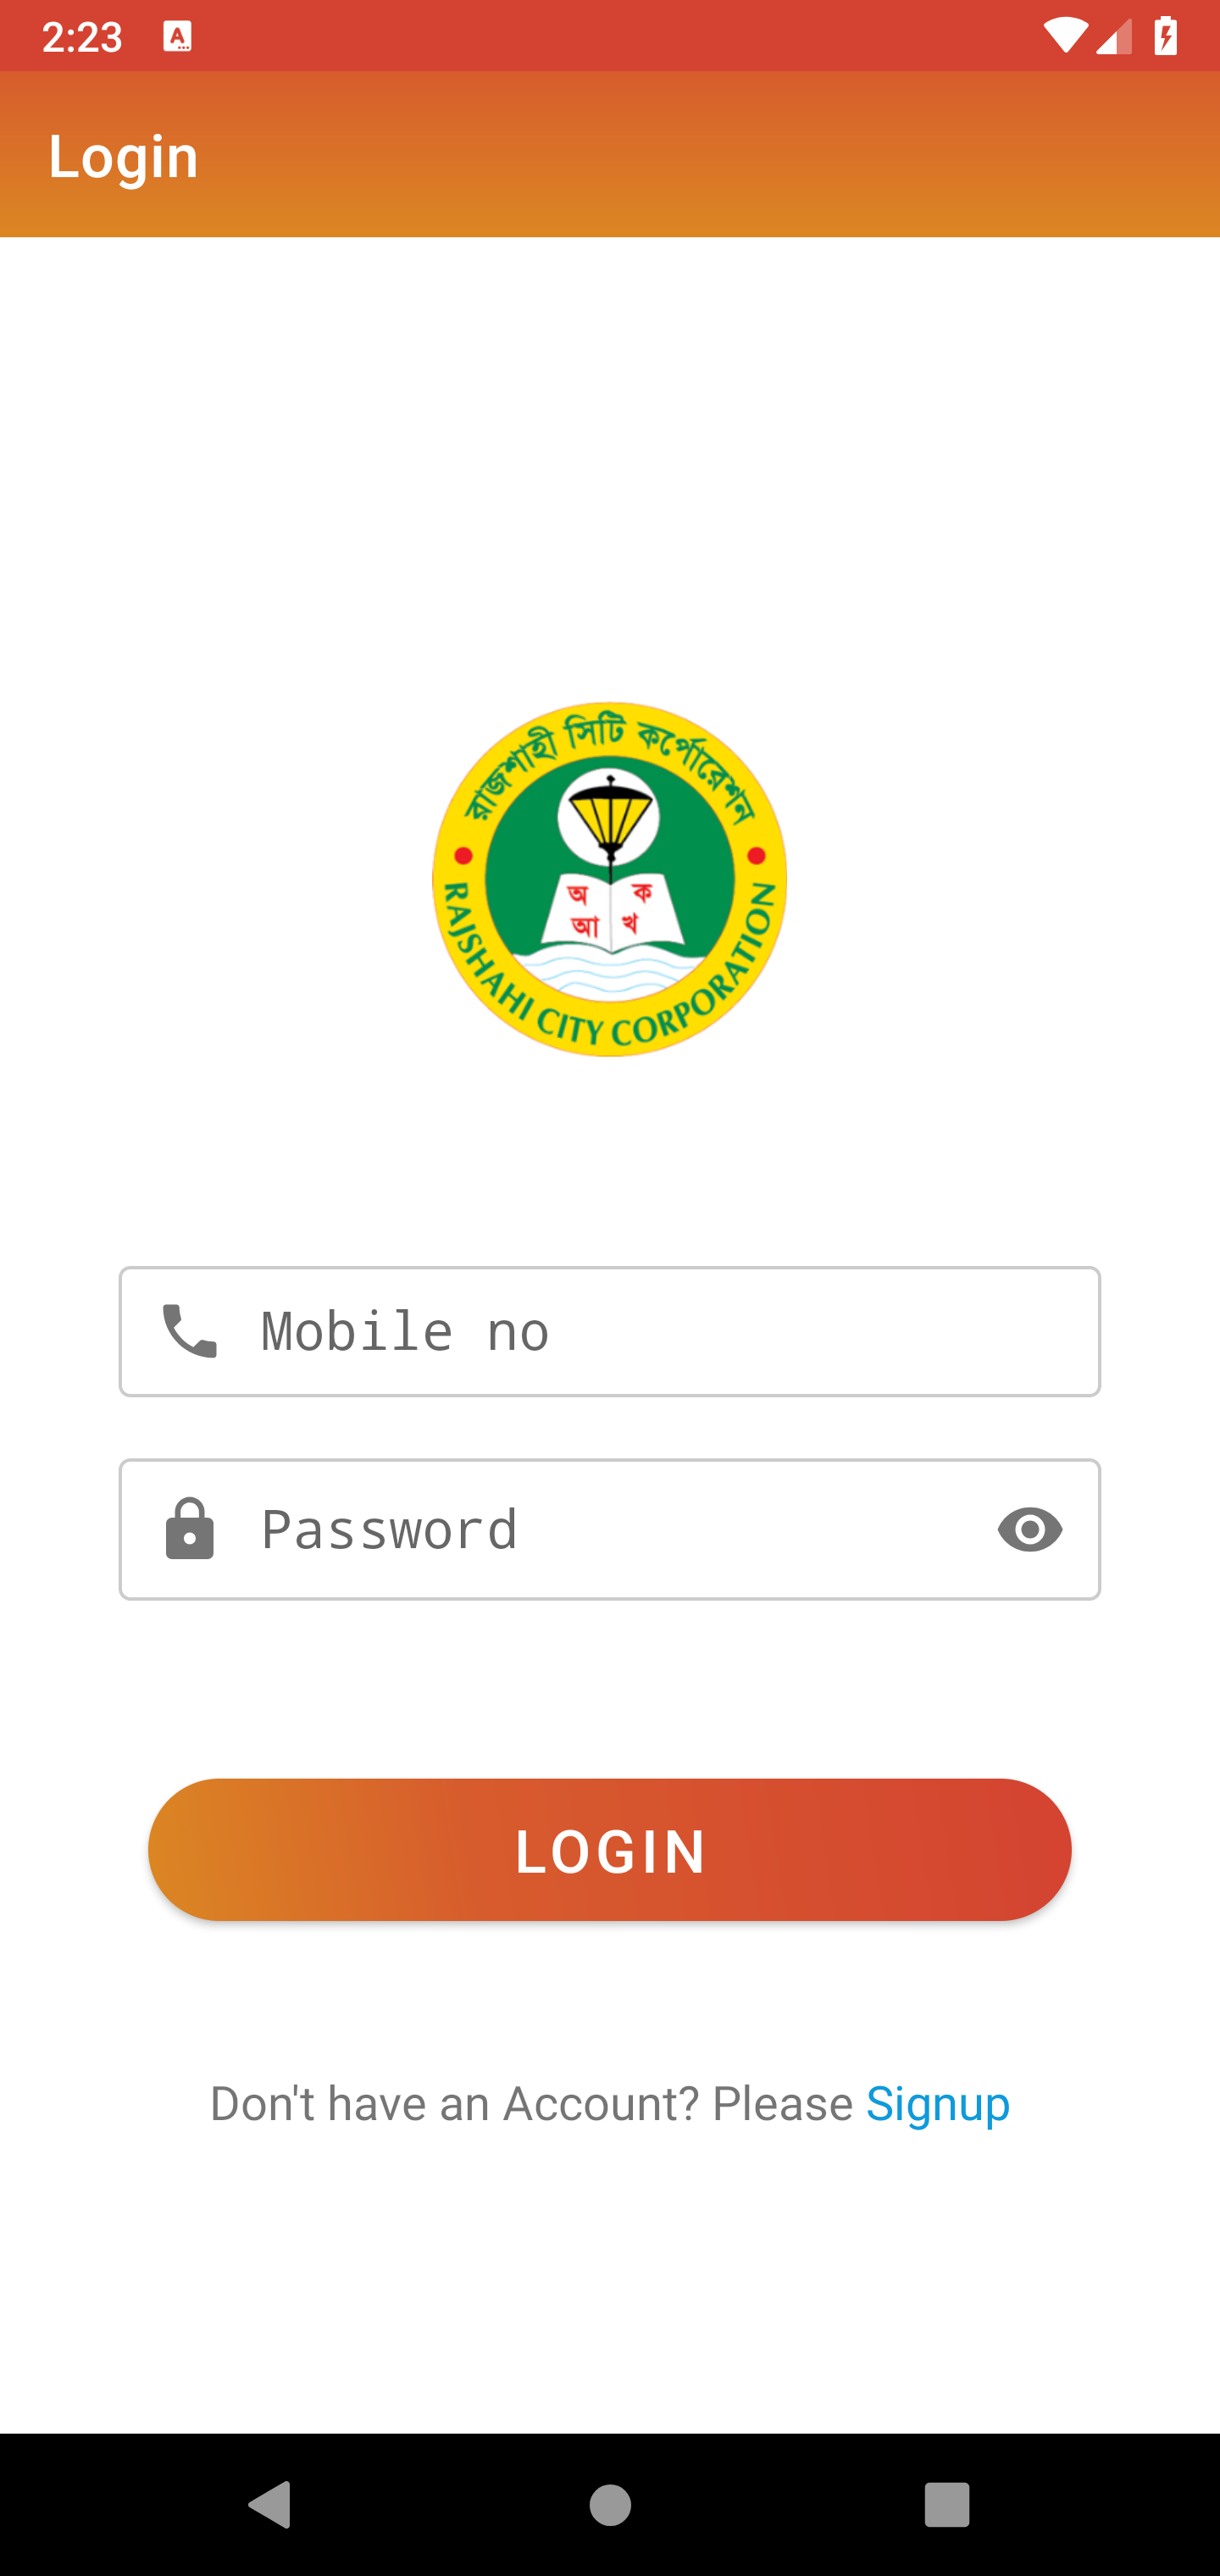 2:23
Login
রাজশাহী সিটি কর্পোরেশন
অ ক
আ খ
RAJSHAHI CITY CORPORATION
Mobile no
Password
LOGIN
Don't have an Account? Please Signup